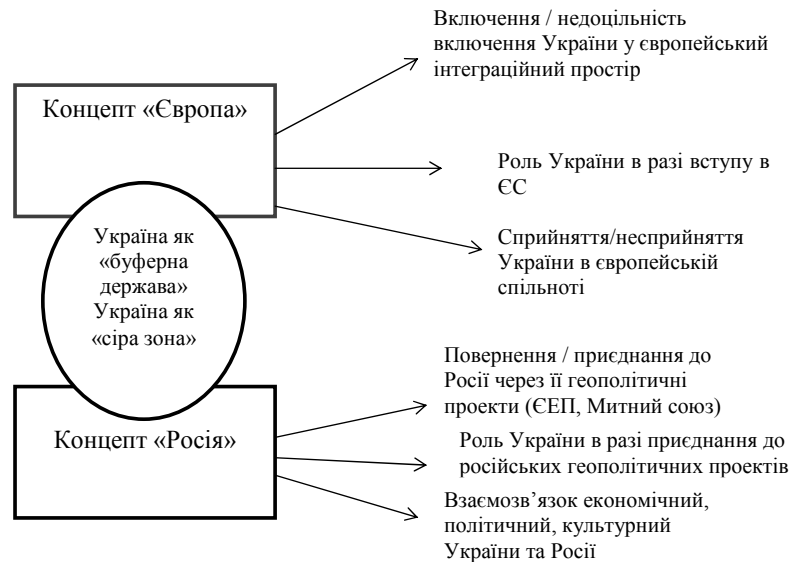 Включення / недоцільність
включення України у європейський
інтеграційний простір
Концепт «Європа»
Роль України в разі вступу в
ЄС
Сприйняття/несприйняття
України в європейській
спільноті
Україна як
«буферна
держава»
Україна як
«сіра зона»
Повернення / приєднання до
Росії через її геополітичні
проекти (ЄЕП, Митний союз)
Концепт «Росія»
Роль України в разі приєднання до
російських геополітичних проектів
Взаємозв’язок економічний,
політичний, культурний
України та Росії